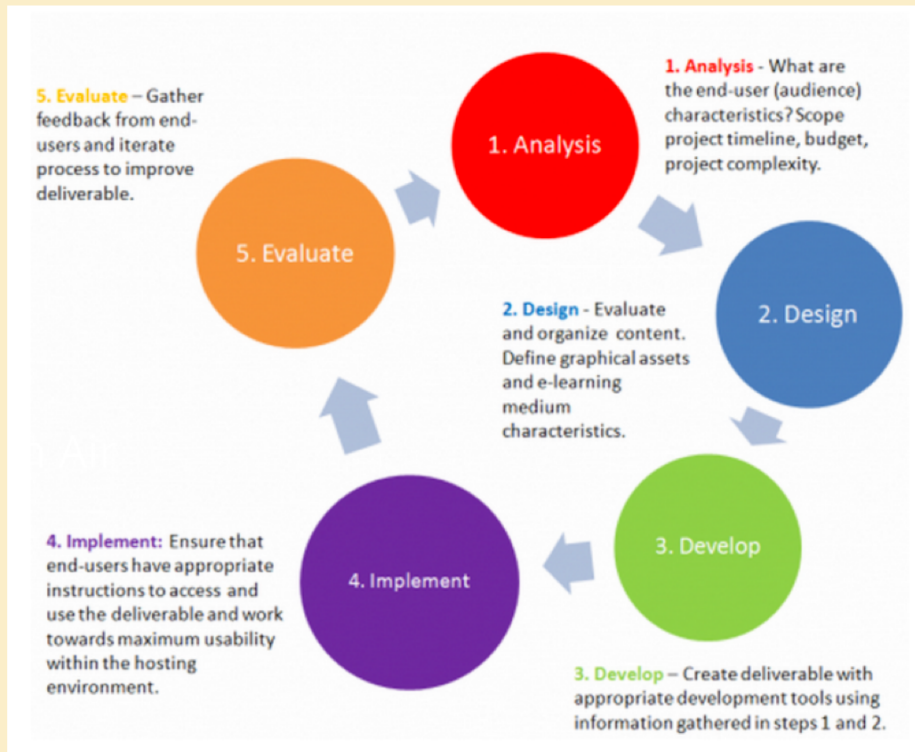 1. Analysis
1. Analysis - What are
the end-user (audience)
characteristics? Scope
project timeline, budget,
project complexity.
2. Design
2. Design - Evaluate
and organize content.
Define graphical assets
and e-learning
medium
characteristics.
3. Develop
3. Develop – Create deliverable with
appropriate development tools using
information gathered in steps 1 and 2.
4. Implement
4. Implement: Ensure that
end-users have appropriate
instructions to access and
use the deliverable and work
towards maximum usability
within the hosting
environment.
5. Evaluate
5. Evaluate – Gather
feedback from end-
users and iterate
process to improve
deliverable.